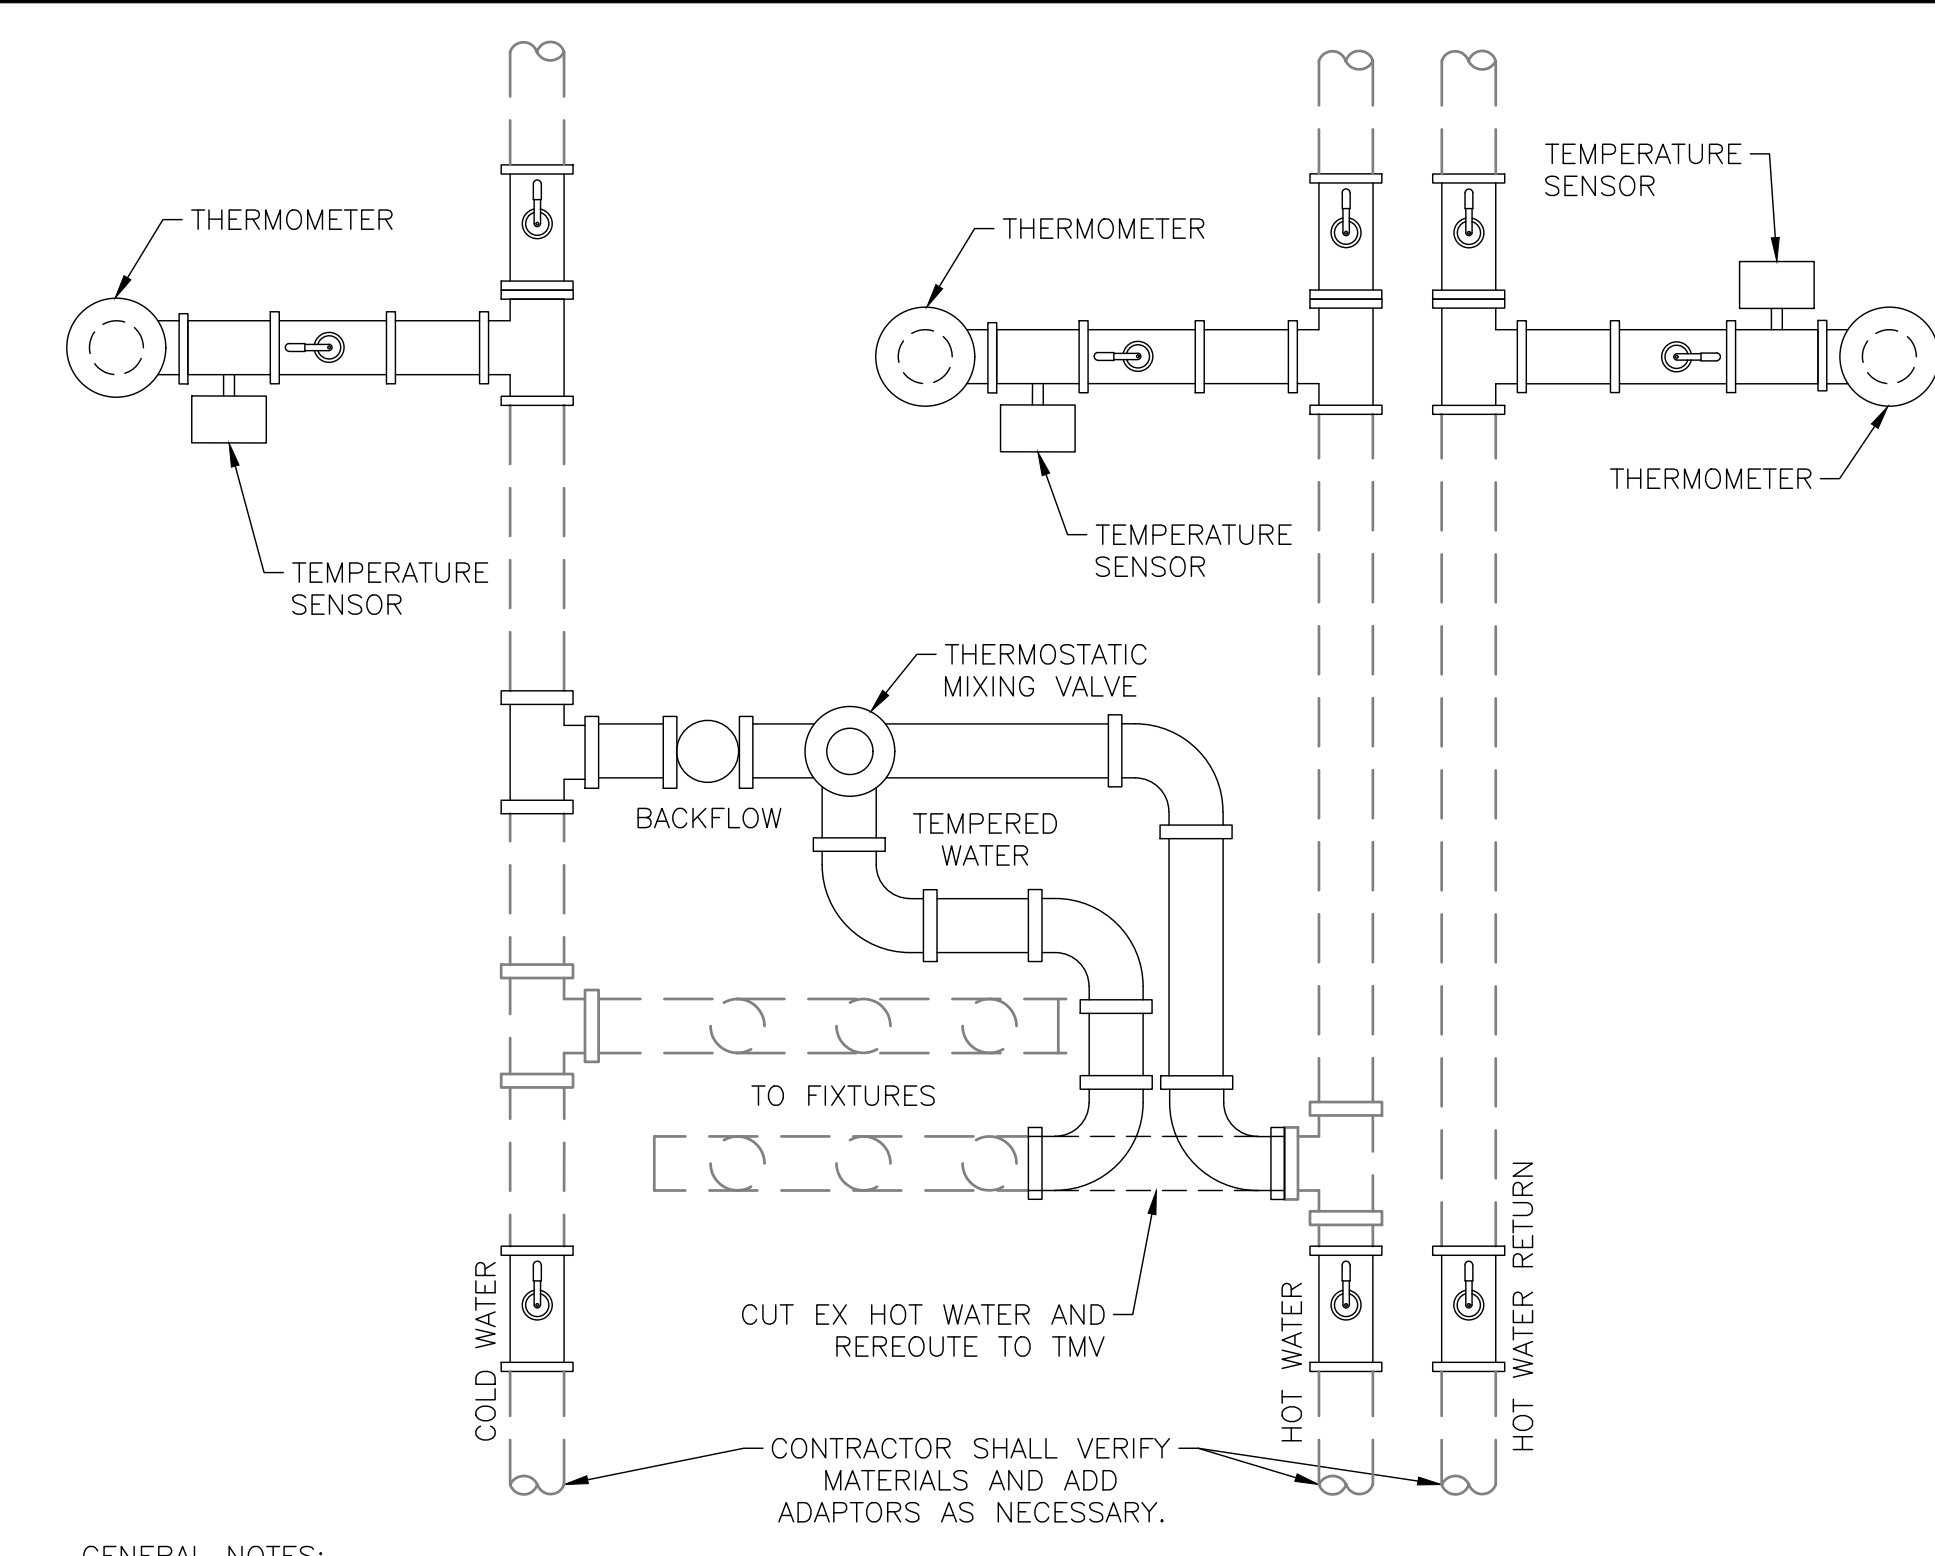 TEMPERATURE
SENSOR
THERMOMETER
THERMOMETER
THERMOMETER
TEMPERATURE
SENSOR
TEMPERATURE
SENSOR
THERMOSTATIC
MIXING VALVE
BACKFLOW
TEMPERED
WATER
TO FIXTURES
COLD WATER
HOT WATER
HOT WATER RETURN
CUT EX HOT WATER AND
REREOUTE TO TMV
CONTRACTOR SHALL VERIFY
MATERIALS AND ADD
ADAPTORS AS NECESSARY.
GENERAL NOTES: